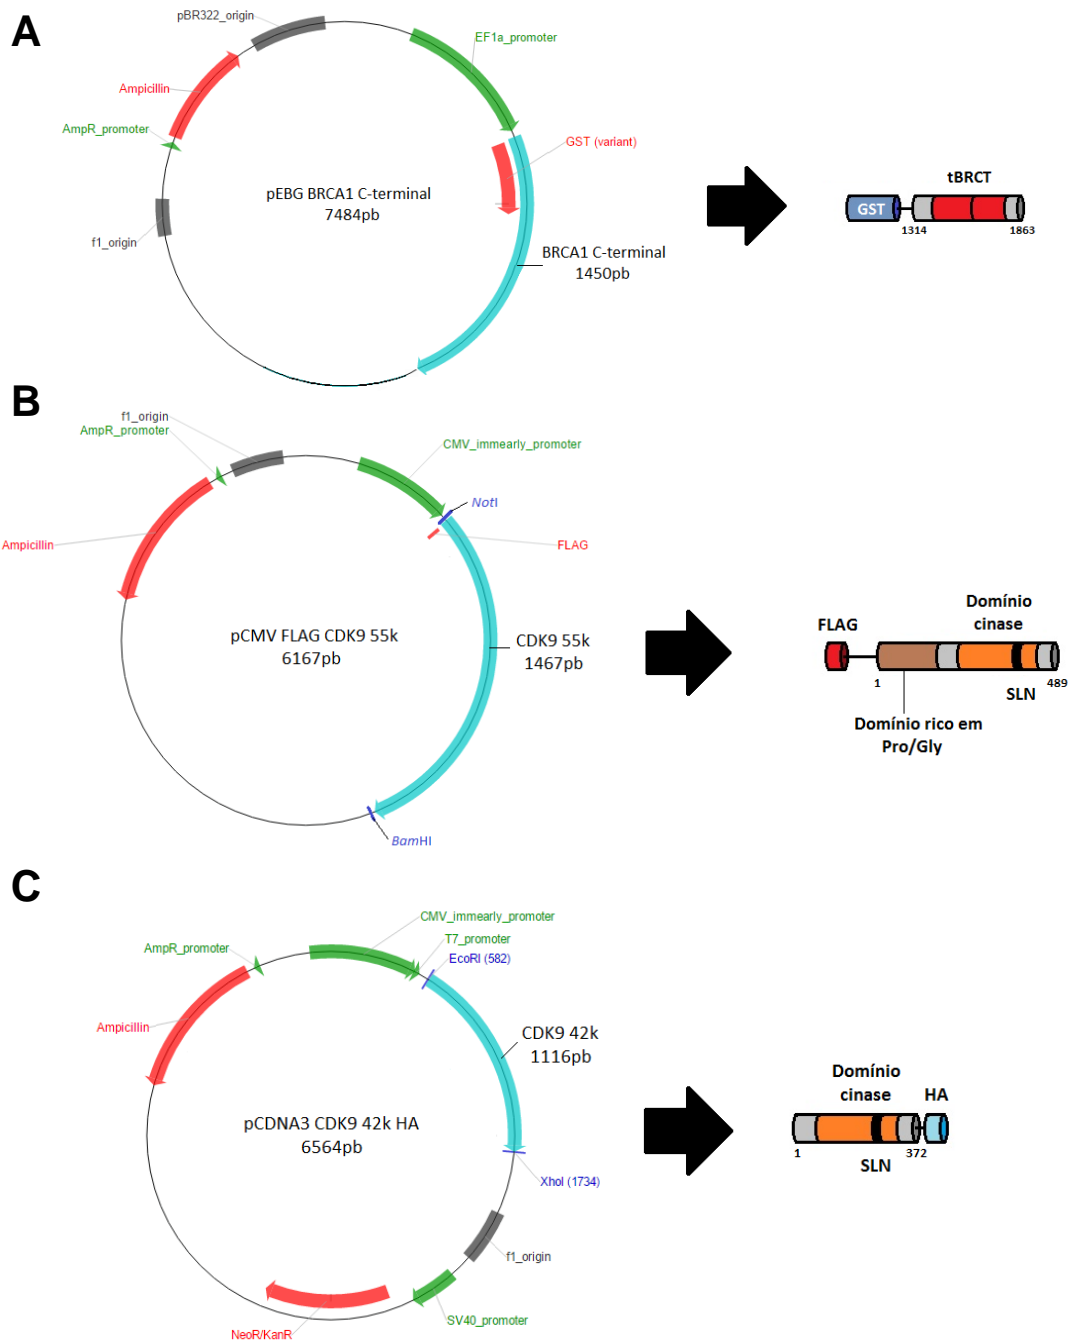 A
pBR322_origin
EF1a_promoter
Ampicillin
AmpR_promoter
GST (variant)
pEBG BRCA1 C-terminal
7484pb
f1_origin
BRCA1 C-terminal
1450pb
tBRCT
GST
1314
1863
B
f1_origin
AmpR_promoter
CMV_immearly_promoter
NotI
Ampicillin
FLAG
pCMV FLAG CDK9 55k
6167pb
CDK9 55k
1467pb
BamHI
FLAG
Domínio
cinase
1
489
SLN
Domínio rico em
Pro/Gly
C
CMV_immearly_promoter
AmpR_promoter
T7_promoter
EcoRI (582)
Ampicillin
CDK9 42k
1116pb
pCDNA3 CDK9 42k HA
6564pb
XhoI (1734)
f1_origin
SV40_promoter
NeoR/KanR
Domínio
cinase
HA
1
372
SLN